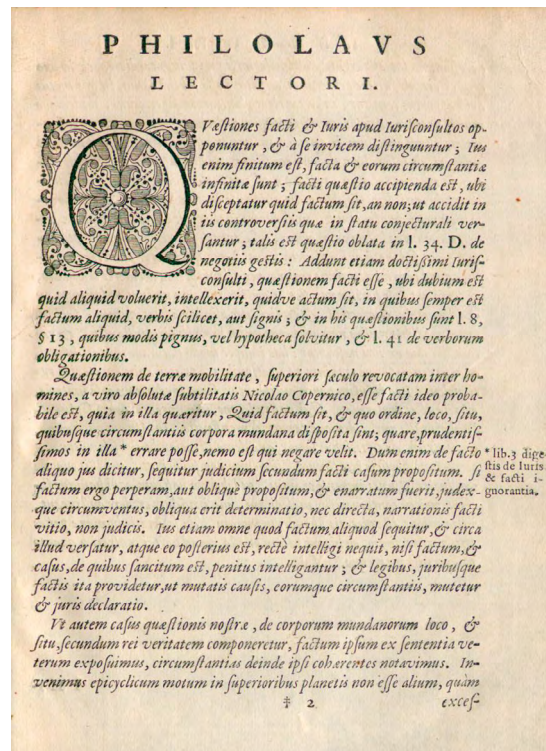 PHILOLAVS
LECTORI.
QVæſtiones facti & Iuris apud Iuriſconſultos op-
ponuntur, & à ſe invicem diſtinguuntur; Ius
enim finitum eſt, facta & eorum circumſtantiæ
infinitæ ſunt; facti quæſtio accipienda eſt, ubi
diſceptatur quid factum ſit, an non; ut accidit in
iis controverſiis quæ in ſtatu conjecturali ver-
ſantur; talis eſt quæſtio oblata in l. 34. D. de
negotiis geſtis: Addunt etiam doctiſſimi Iuriſ-
conſulti, quæſtionem facti eſſe, ubi dubium eſt
quid aliquid voluerit, intellexerit, quidve actum ſit, in quibus ſemper eſt
factum aliquid, verbis ſcilicet, aut ſignis; & in his quæſtionibus ſunt l. 8,
§ 13, quibus modis pignus, vel hypotheca ſolvitur, & l. 41 de verborum
obligationibus.
Quæſtionem de terræ mobilitate, ſuperiori ſæculo revocatam inter ho-
mines, a viro abſolutæ ſubtilitatis Nicolao Copernico, eſſe facti ideo proba-
bile eſt, quia in illa quæritur, Quid factum ſit, & quo ordine, loco, ſitu,
quibuſque circumſtantiis corpora mundana diſpoſita ſint; quare, prudentiſ-
ſimos in illa * errare poſſe, nemo eſt qui negare velit. Dum enim de facto
aliquo jus dicitur, ſequitur judicium ſecundum facti caſum propoſitum. ſi
factum ergo perperam, aut obliquè propoſitum, & enarratum fuerit, judex-
que circumventus, obliqua erit determinatio, nec directa, narrationis facti
vitio, non judicis. Ius etiam omne quod factum aliquod ſequitur, & circa
illud verſatur, atque eo poſterius eſt, rectè intelligi nequit, niſi factum, &
caſus, de quibus ſancitum eſt, penitus intelligantur; & legibus, juribuſque
factis ita providetur, ut mutatis cauſis, eorumque circumſtantiis, mutetur
& juris declaratio.
Vt autem caſus quæſtionis noſtræ, de corporum mundanorum loco, &
ſitu, ſecundum rei veritatem componeretur, factum ipſum ex ſententia ve-
terum expoſuimus, circumſtantias deinde ipſi cohærentes notavimus. In-
venimus epicyclicum motum in ſuperioribus planetis non eſſe alium, quàm
‡ 2 exceſ-
* lib. 3 dige
ſtis de Iuris
& facti i-
gnorantia.